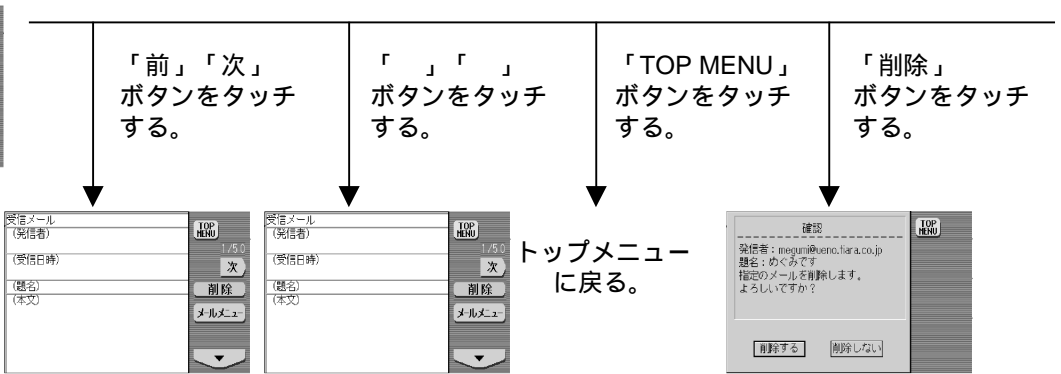 「前」「次」
ボタンをタッチ
する。
「　」「　」
ボタンをタッチ
する。
「TOP MENU」
ボタンをタッチ
する。
「削除」
ボタンをタッチ
する。
受信メール
(発信者)
(受信日時)
(題名)
(本文)
TOP
MENU
1/50
次
削除
メールメニュー
▼
受信メール
(発信者)
(受信日時)
(題名)
(本文)
TOP
MENU
1/50
次
削除
メールメニュー
▼
トップメニュー
に戻る。
確認
発信者：megumi@ueno.tiara.co.jp
題名：めぐみです
指定のメールを削除します。
よろしいですか？
削除する
削除しない
TOP
MENU